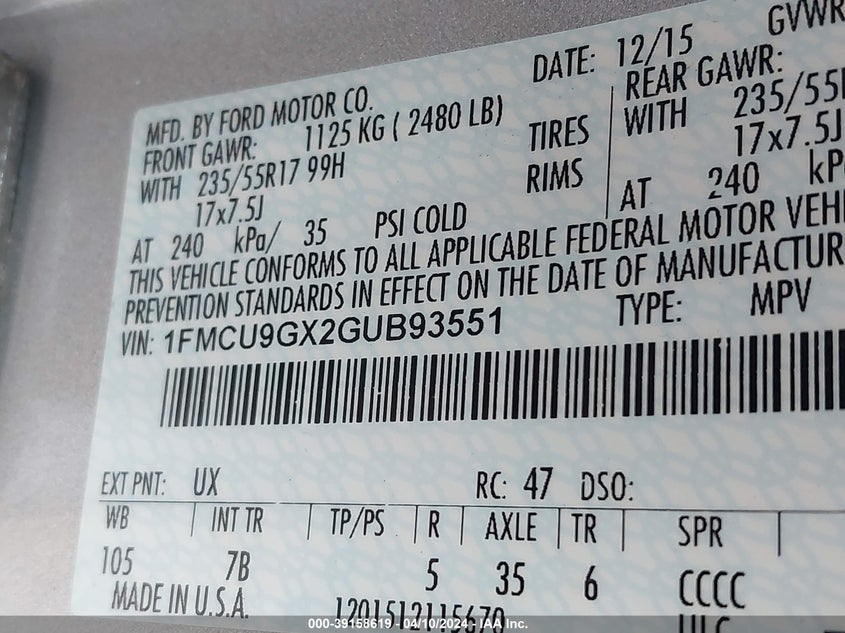 GVWR
DATE: 12/15
MFD. BY FORD MOTOR CO.
FRONT GAWR: 1125 KG ( 2480 LB)
REAR GAWR:
WITH 235/55R17 99H TIRES WITH 235/55
17x7.5J RIMS 17x7.5J
AT 240 kPa/ 35 PSI COLD AT 240
THIS VEHICLE CONFORMS TO ALL APPLICABLE FEDERAL MOTOR VEHI
PREVENTION STANDARDS IN EFFECT ON THE DATE OF MANUFACTUR
VIN: 1FMCU9GX2GUB93551 TYPE: MPV
EXT PNT: UX RC: 47 DSO:
WB INT TR TP/PS R AXLE TR SPR
105 7B 5 35 6 CCCC
MADE IN U.S.A. 1201512115670
000-39158619 - 04/10/2024 - IAA Inc.